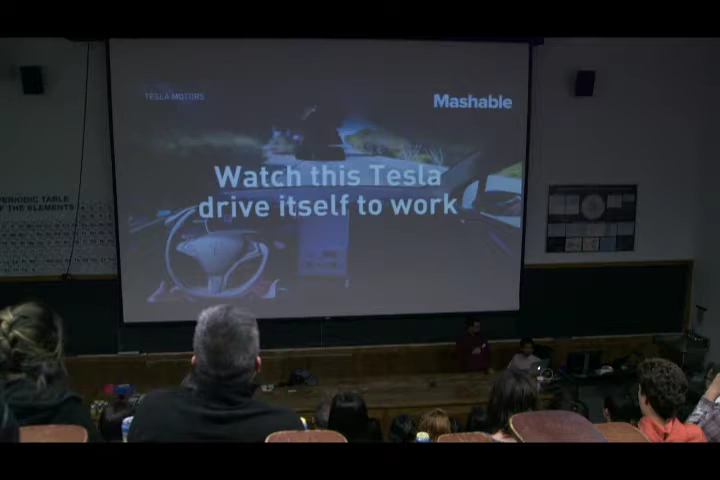 TESLA MOTORS
Mashable
Watch this Tesla
drive itself to work
PERIODIC TABLE
OF THE ELEMENTS